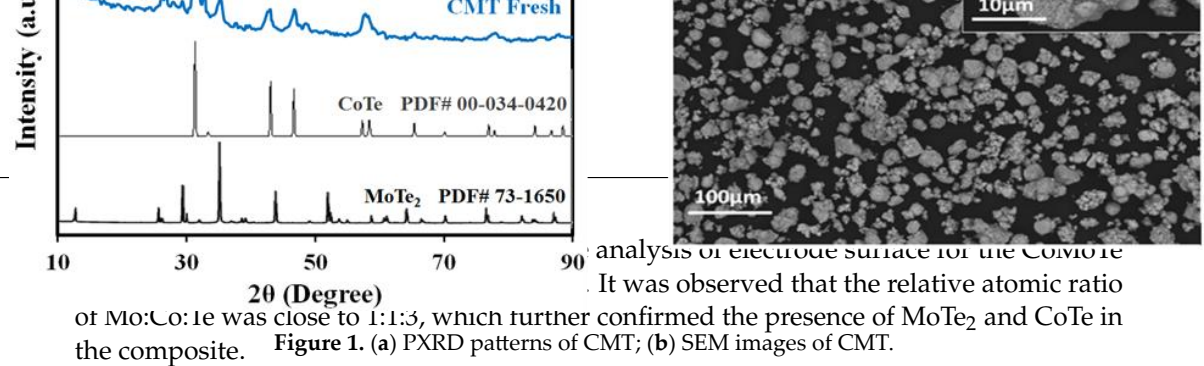 Intensity (a.u
CMT Fresh
CoTe PDF# 00-034-0420
MoTe₂ PDF# 73-1650
10 30 50 70 90
2θ (Degree)
10μm
100μm
analysis of electrode surface for the CoMoTe
. It was observed that the relative atomic ratio
of Mo:Co:Te was close to 1:1:3, which further confirmed the presence of MoTe₂ and CoTe in
the composite.
Figure 1. (a) PXRD patterns of CMT; (b) SEM images of CMT.